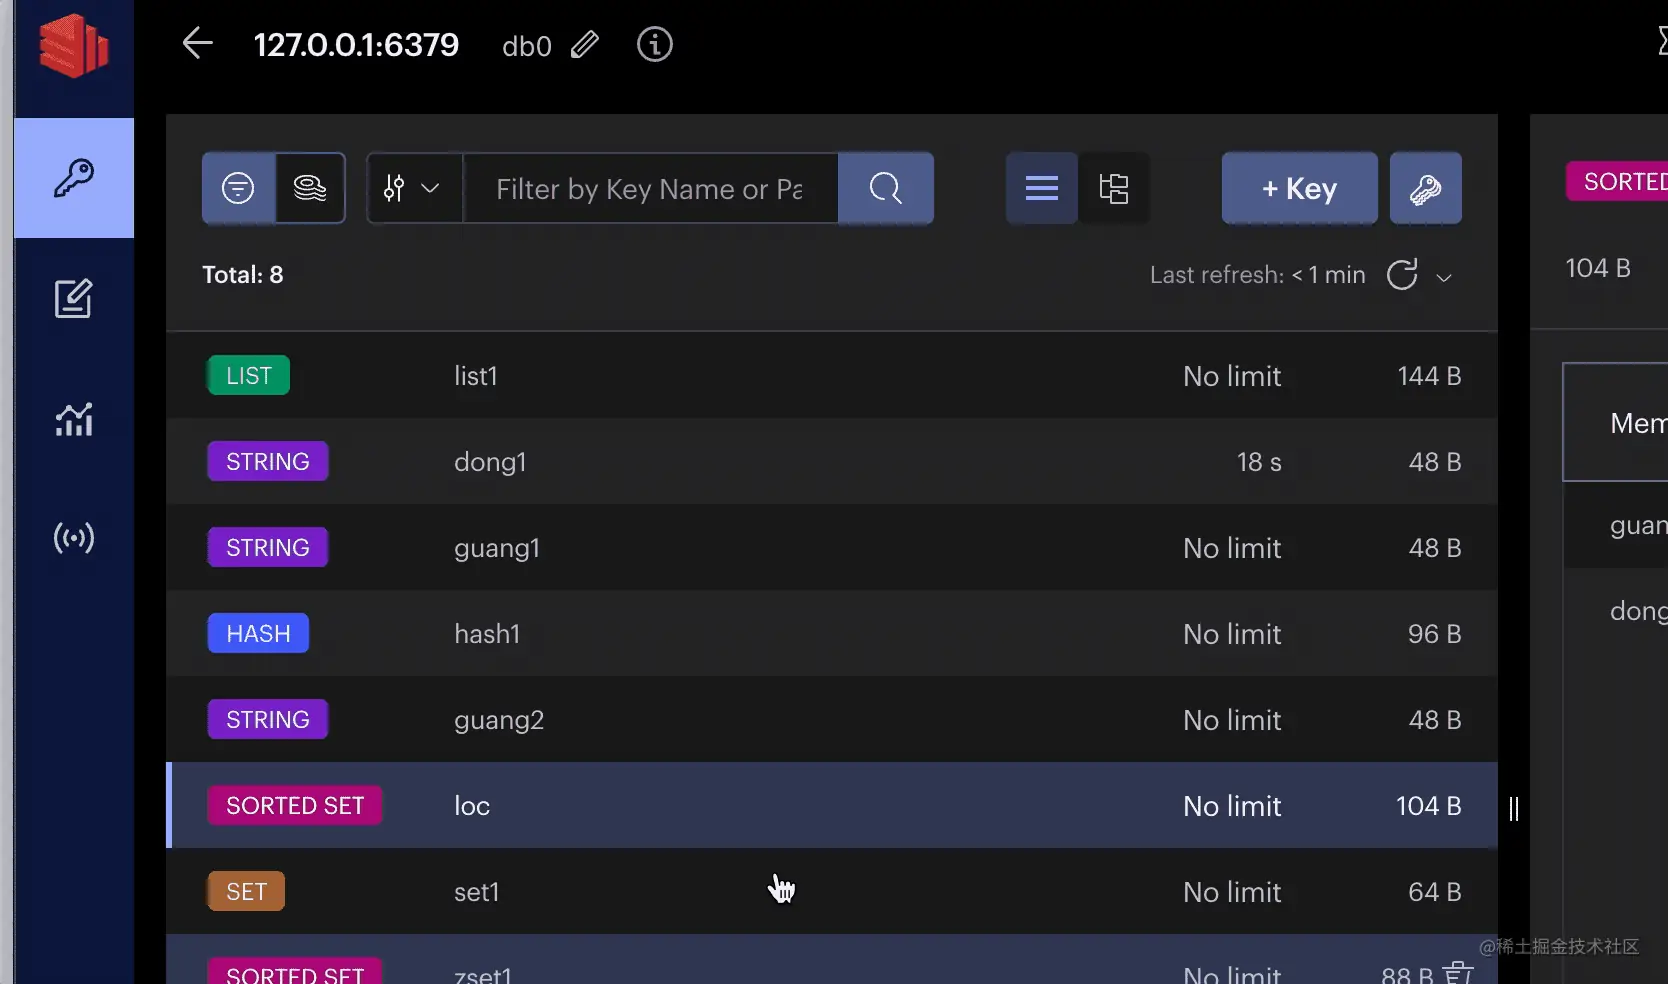 127.0.0.1:6379 db0
Filter by Key Name or Pa
+ Key
Total: 8
Last refresh: < 1 min
LIST list1 No limit 144 B
STRING dong1 18 s 48 B
STRING guang1 No limit 48 B
HASH hash1 No limit 96 B
STRING guang2 No limit 48 B
SORTED SET loc No limit 104 B
SET set1 No limit 64 B
SORTED SET zset1 No limit 88 B
SORTED
104 B
Mem
guan
dong
@稀土掘金技术社区